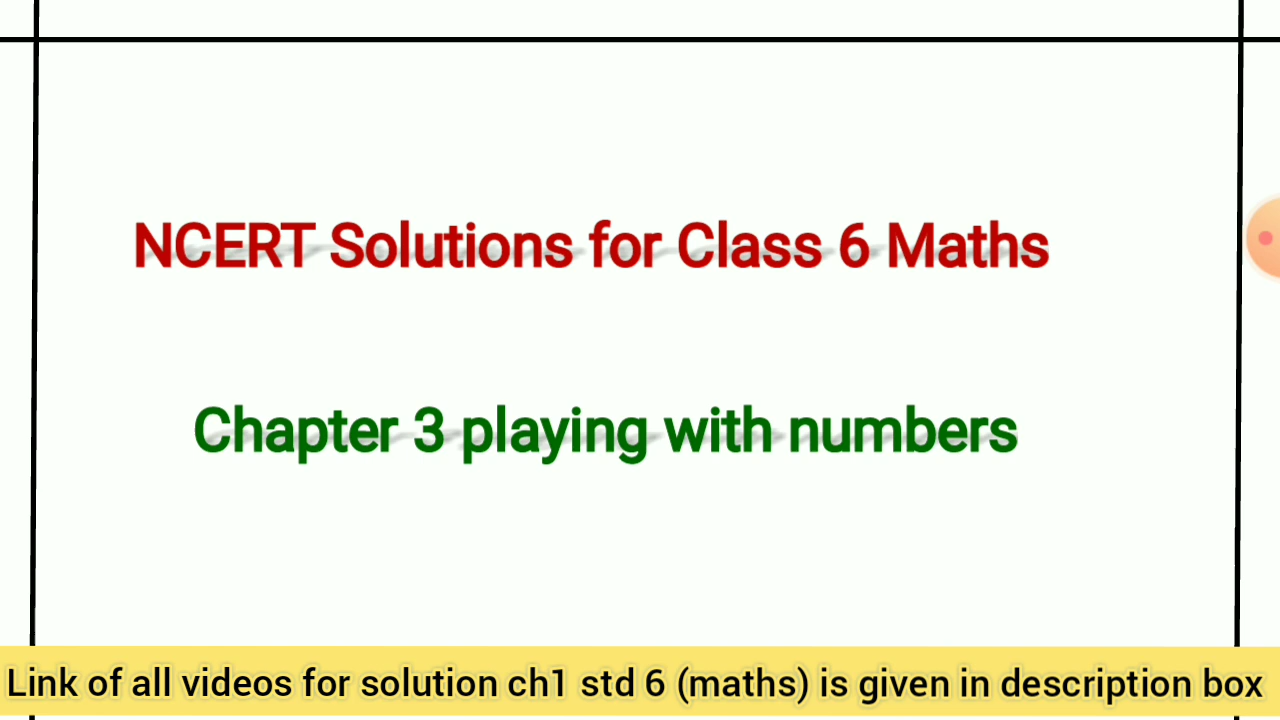 NCERT Solutions for Class 6 Maths
Chapter 3 playing with numbers
Link of all videos for solution ch1 std 6 (maths) is given in description box